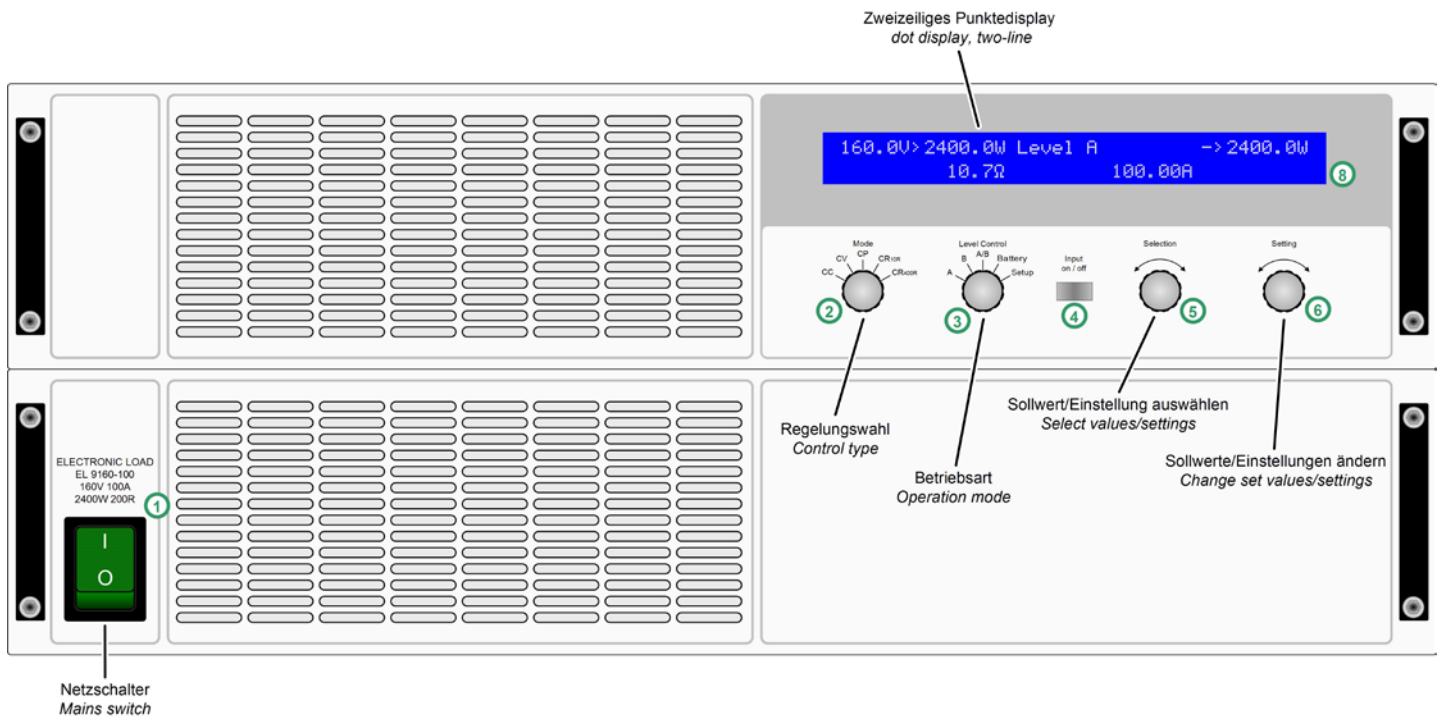 Zweizeiliges Punktedisplay
dot display, two-line
160.0V>2400.0W Level A ->2400.0W
10.7Ω 100.00A
8
Mode
CC CV CP CR10R CR400R
2
Level Control
A B A/B Battery Setup
3
Input
on / off
4
Selection
5
Setting
6
Regelungswahl
Control type
Betriebsart
Operation mode
Sollwert/Einstellung auswählen
Select values/settings
Sollwerte/Einstellungen ändern
Change set values/settings
ELECTRONIC LOAD
EL 9160-100
160V 100A
2400W 200R
1
I
O
Netzschalter
Mains switch